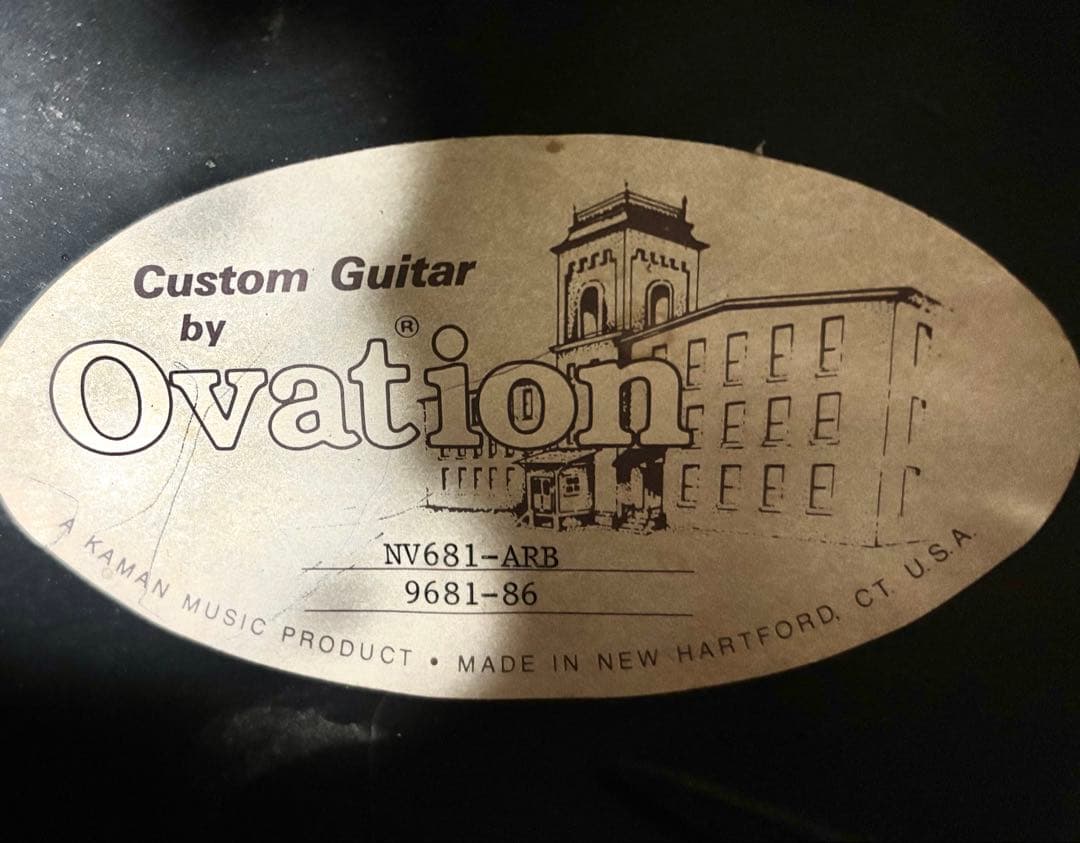 Custom Guitar
by
Ovation®
NV681-ARB
9681-86
A KAMAN MUSIC PRODUCT • MADE IN NEW HARTFORD, CT. U.S.A.